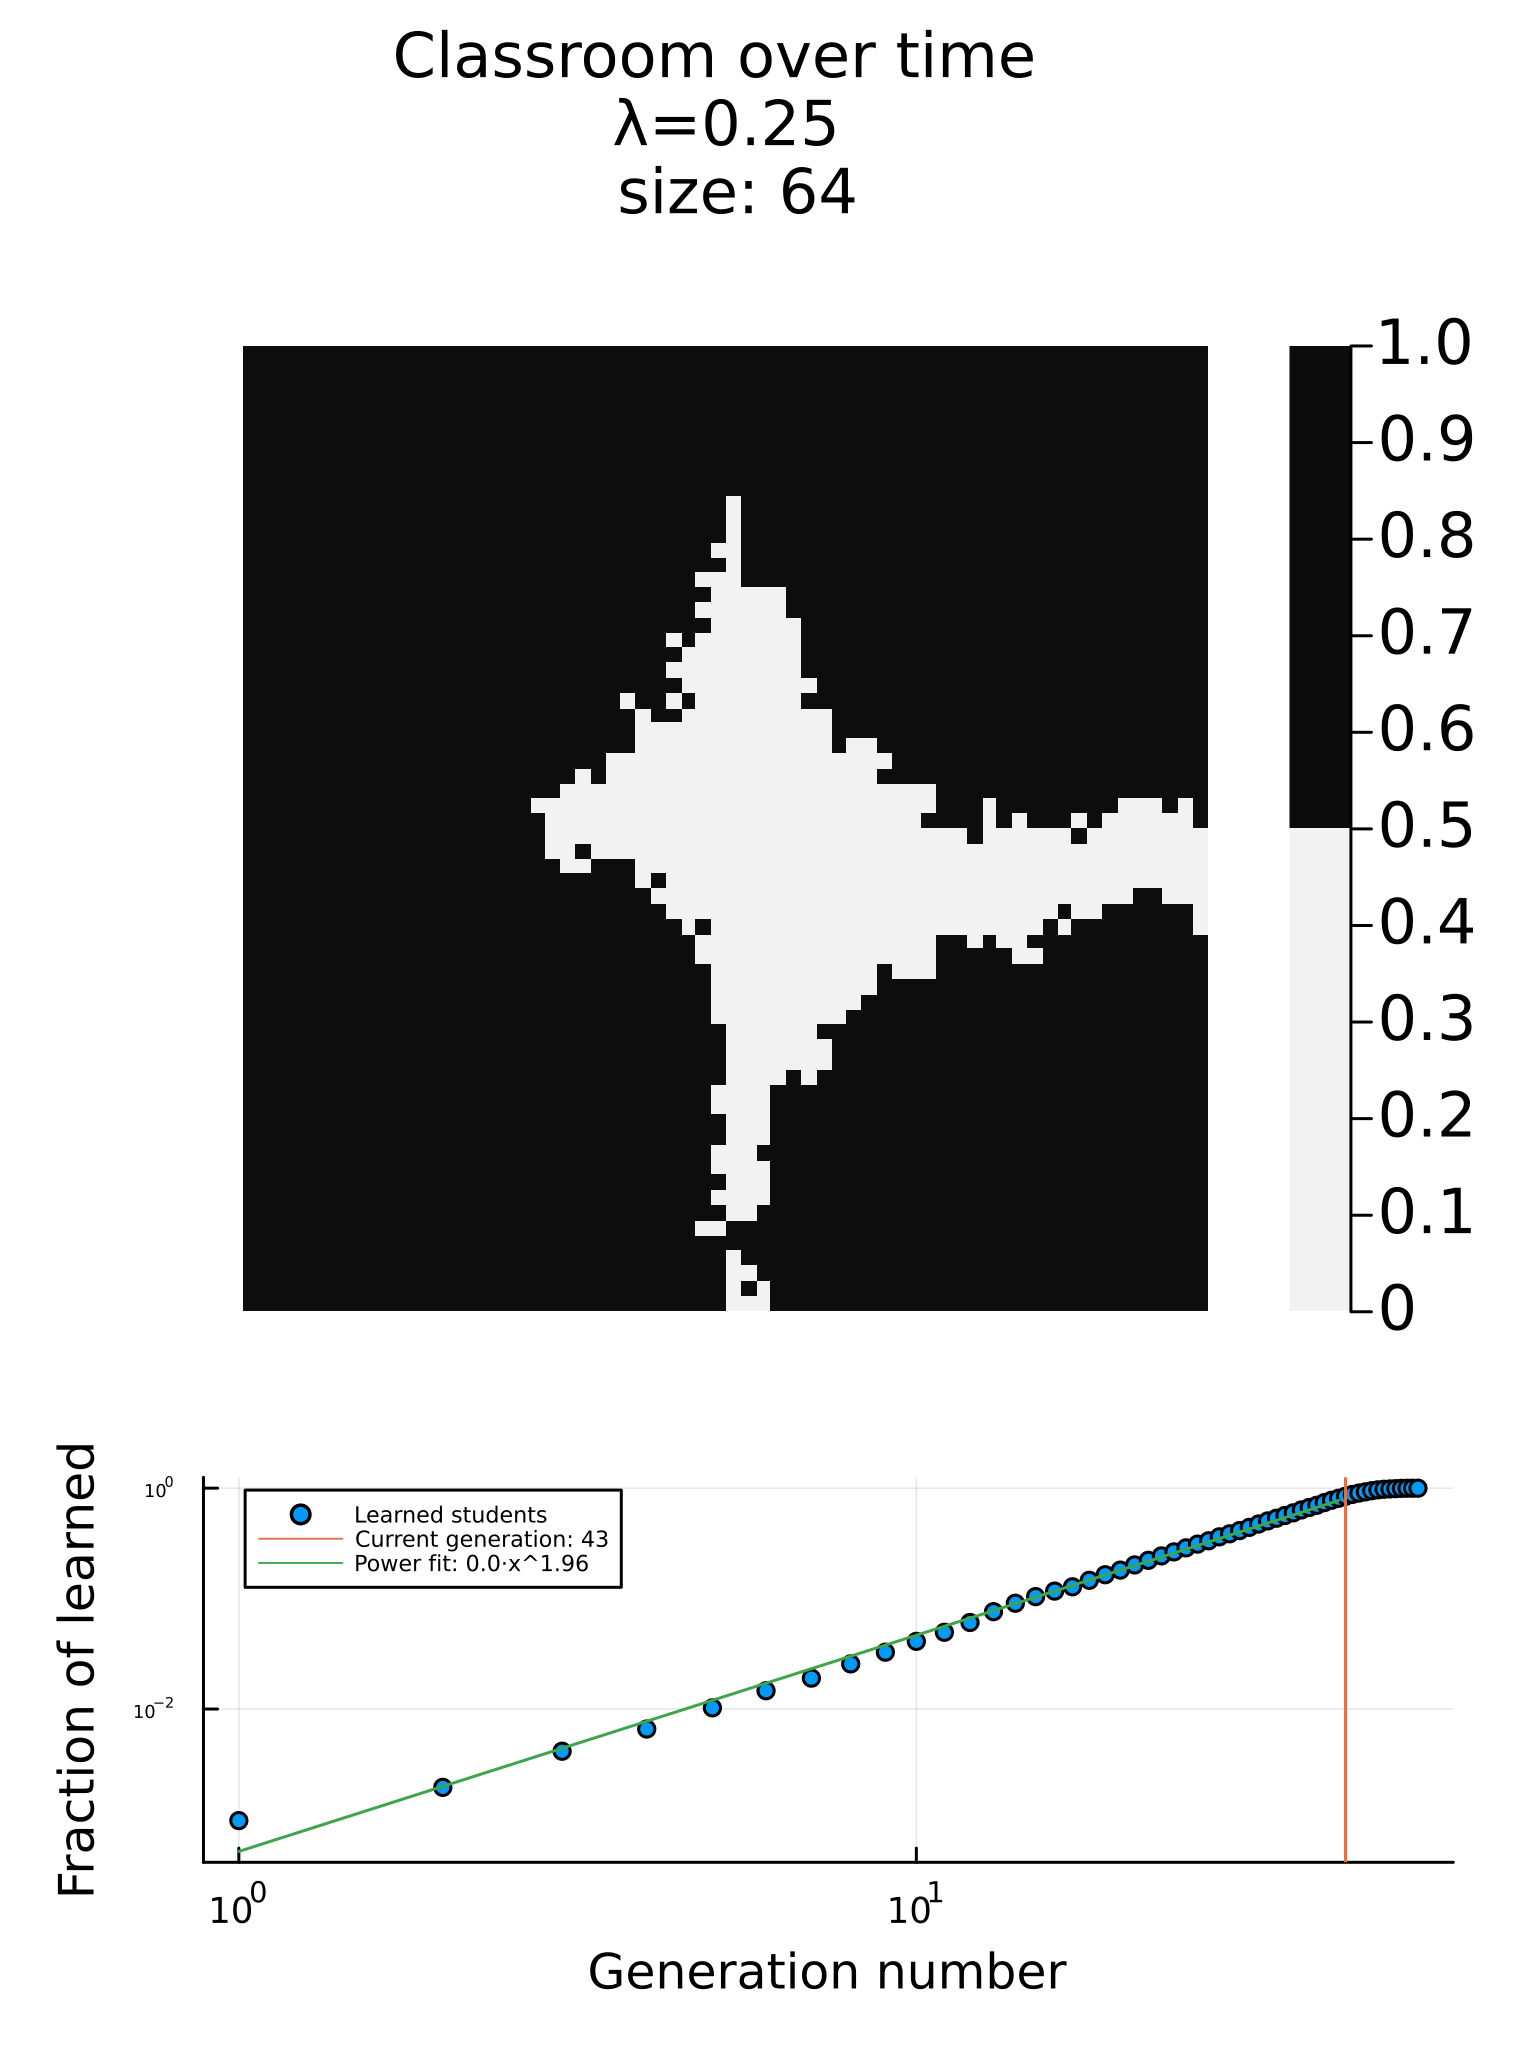 Classroom over time
λ=0.25
size: 64
1.0
0.9
0.8
0.7
0.6
0.5
0.4
0.3
0.2
0.1
0
Fraction of learned
10⁰
10⁻²
Learned students
Current generation: 43
Power fit: 0.0·x^1.96
10⁰
10¹
Generation number